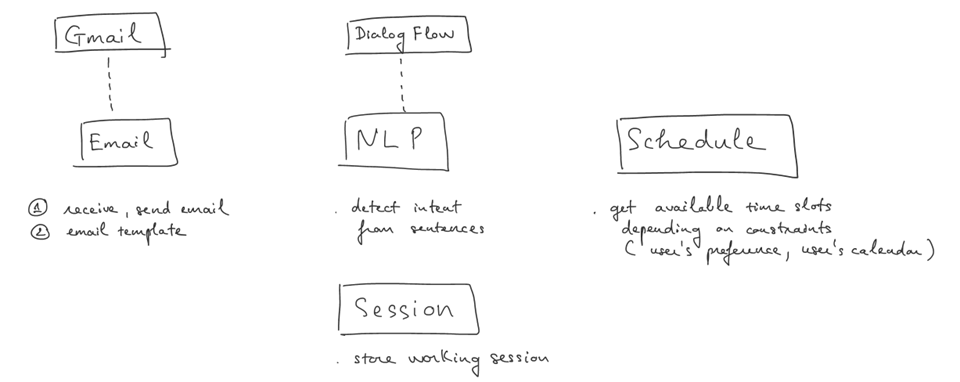 Gmail
Dialog Flow
Email
NLP
Schedule
① receive, send email
② email template
. detect intent
from sentences
. get available time slots
depending on constraints
( user's preference, user's calendar )
Session
. store working session